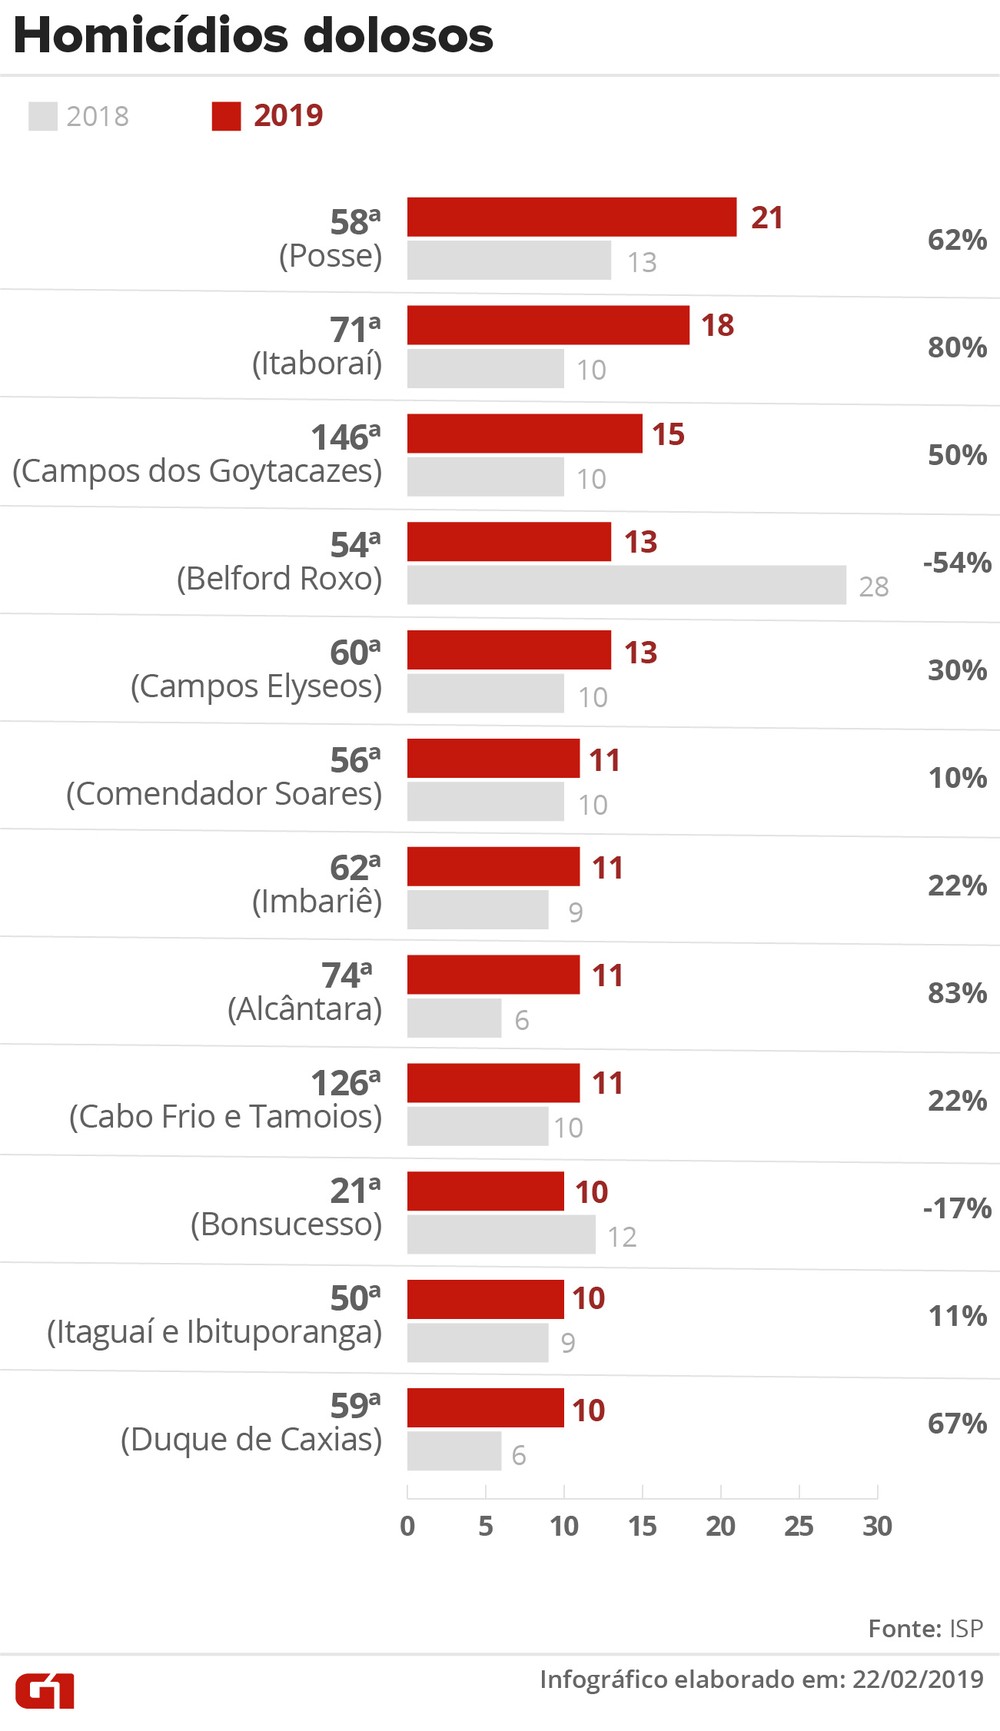 Homicídios dolosos
2018 2019
58ª
(Posse)
21
13
62%
71ª
(Itaboraí)
18
10
80%
146ª
(Campos dos Goytacazes)
15
10
50%
54ª
(Belford Roxo)
13
28
-54%
60ª
(Campos Elyseos)
13
10
30%
56ª
(Comendador Soares)
11
10
10%
62ª
(Imbariê)
11
9
22%
74ª
(Alcântara)
11
6
83%
126ª
(Cabo Frio e Tamoios)
11
10
22%
21ª
(Bonsucesso)
10
12
-17%
50ª
(Itaguaí e Ibituporanga)
10
9
11%
59ª
(Duque de Caxias)
10
6
67%
0 5 10 15 20 25 30
Fonte: ISP
G1
Infográfico elaborado em: 22/02/2019